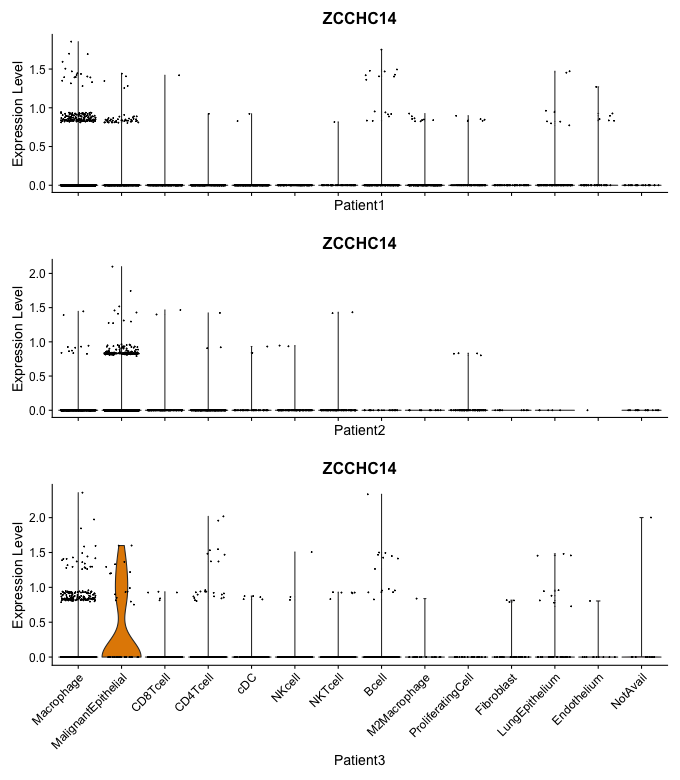 ZCCHC14
Expression Level
1.5
1.0
0.5
0.0
Patient1
ZCCHC14
Expression Level
2.0
1.5
1.0
0.5
0.0
Patient2
ZCCHC14
Expression Level
2.0
1.5
1.0
0.5
0.0
Macrophage
MalignantEpithelial
CD8Tcell
CD4Tcell
cDC
NKcell
NKTcell
Bcell
M2Macrophage
ProliferatingCell
Fibroblast
LungEpithelium
Endothelium
NotAvail
Patient3